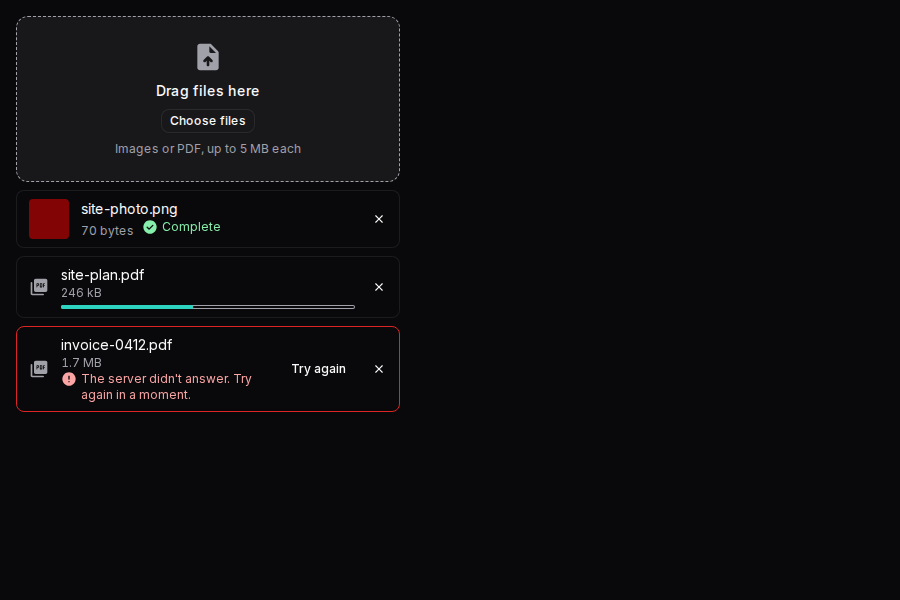 Drag files here
Choose files
Images or PDF, up to 5 MB each
site-photo.png
70 bytes
Complete
site-plan.pdf
246 kB
PDF
invoice-0412.pdf
1.7 MB
PDF
The server didn't answer. Try
again in a moment.
Try again